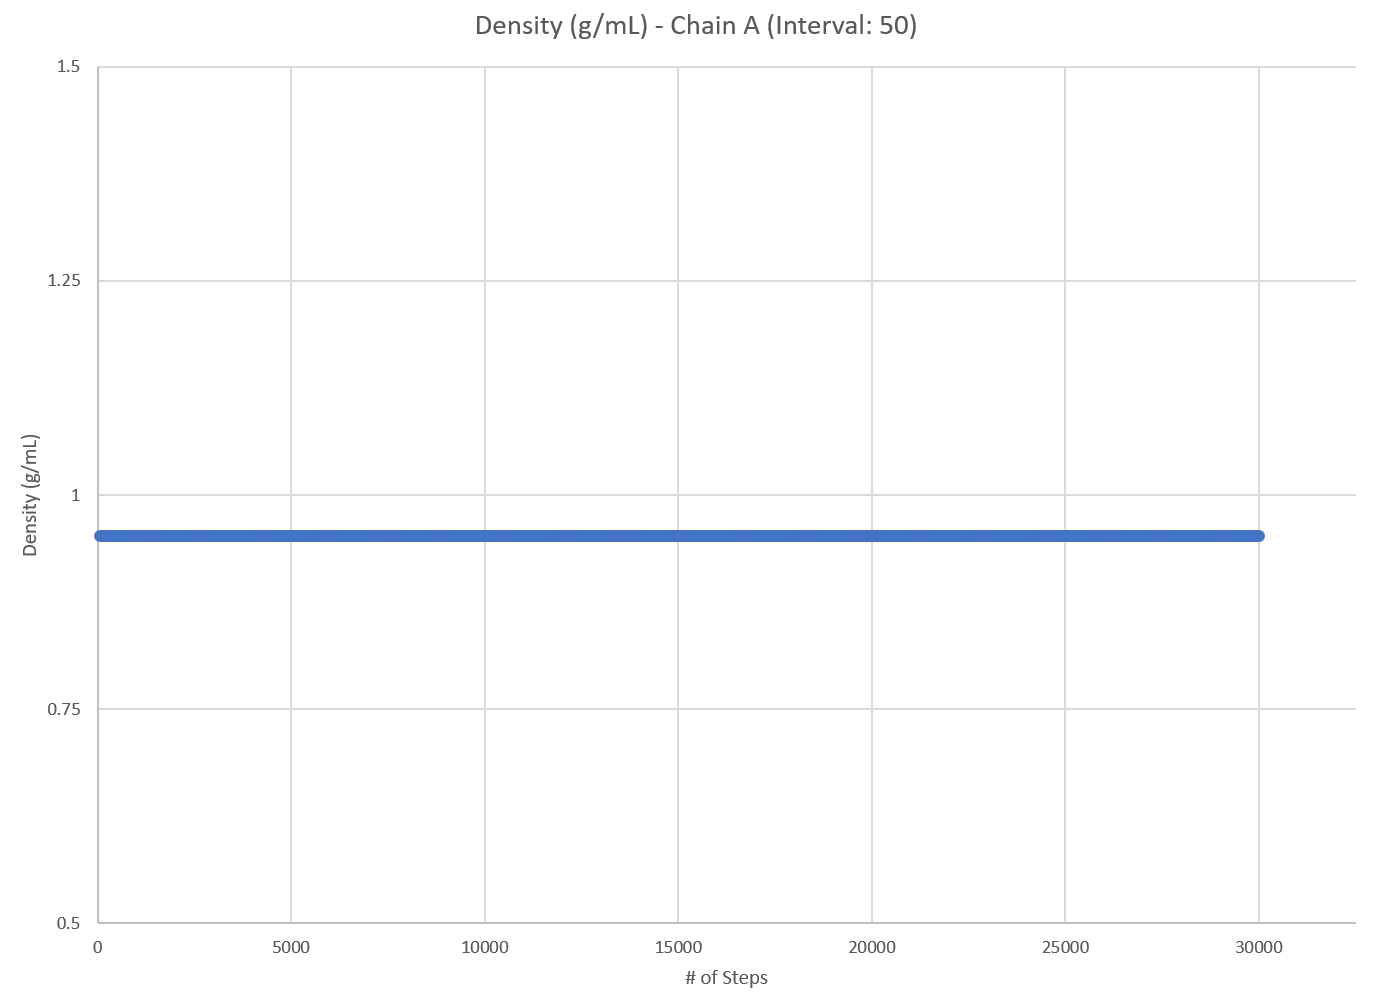 Density (g/mL) - Chain A (Interval: 50)
1.5
1.25
1
0.75
0.5
Density (g/mL)
0 5000 10000 15000 20000 25000 30000
# of Steps